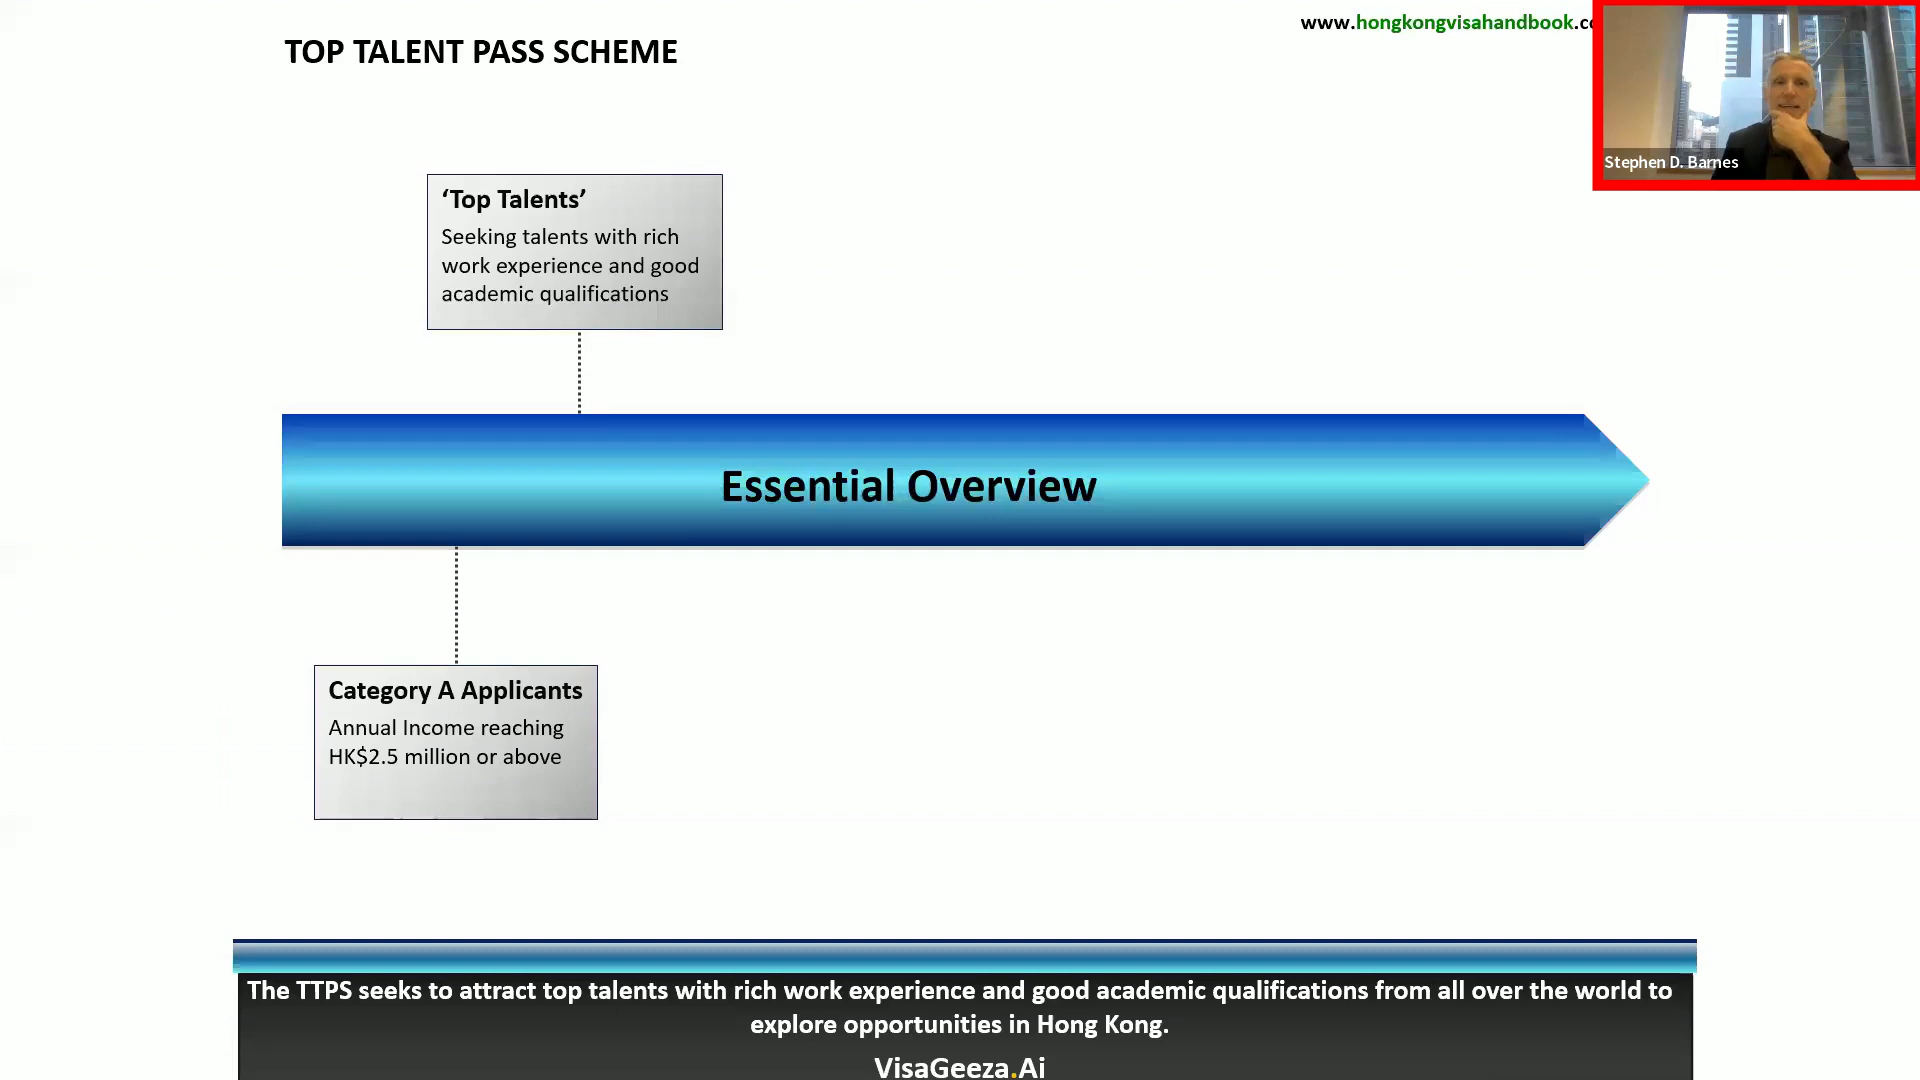 www.hongkongvisahandbook.co
TOP TALENT PASS SCHEME
Stephen D. Barnes
‘Top Talents’
Seeking talents with rich
work experience and good
academic qualifications
Essential Overview
Category A Applicants
Annual Income reaching
HK$2.5 million or above
The TTPS seeks to attract top talents with rich work experience and good academic qualifications from all over the world to
explore opportunities in Hong Kong.
VisaGeeza.Ai